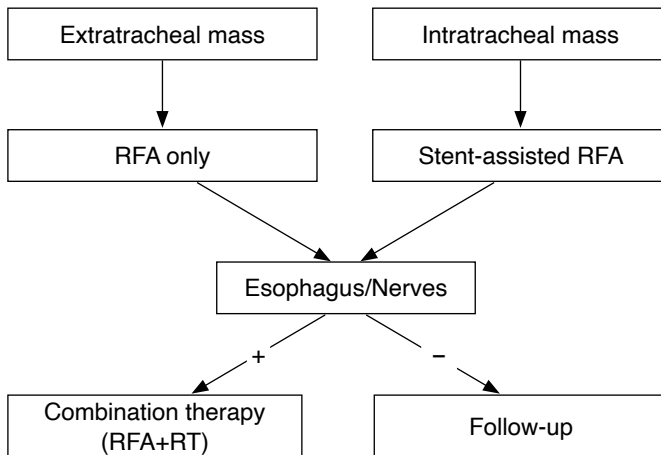 Extratracheal mass
Intratracheal mass
RFA only
Stent-assisted RFA
Esophagus/Nerves
+
−
Combination therapy
(RFA+RT)
Follow-up